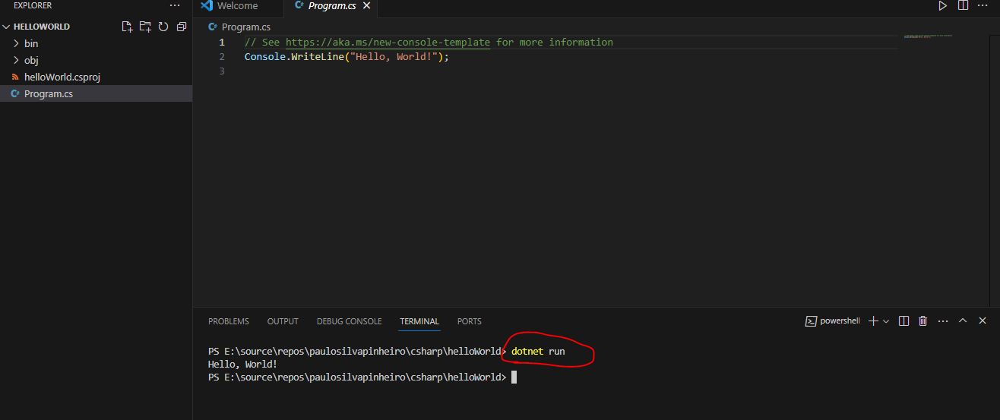 EXPLORER
HELLOWORLD
bin
obj
helloWorld.csproj
Program.cs
Welcome
Program.cs
Program.cs
1 // See https://aka.ms/new-console-template for more information
2 Console.WriteLine("Hello, World!");
3
PROBLEMS OUTPUT DEBUG CONSOLE TERMINAL PORTS
powershell
PS E:\source\repos\paulosilvapinheiro\csharp\helloWorld> dotnet run
Hello, World!
PS E:\source\repos\paulosilvapinheiro\csharp\helloWorld>